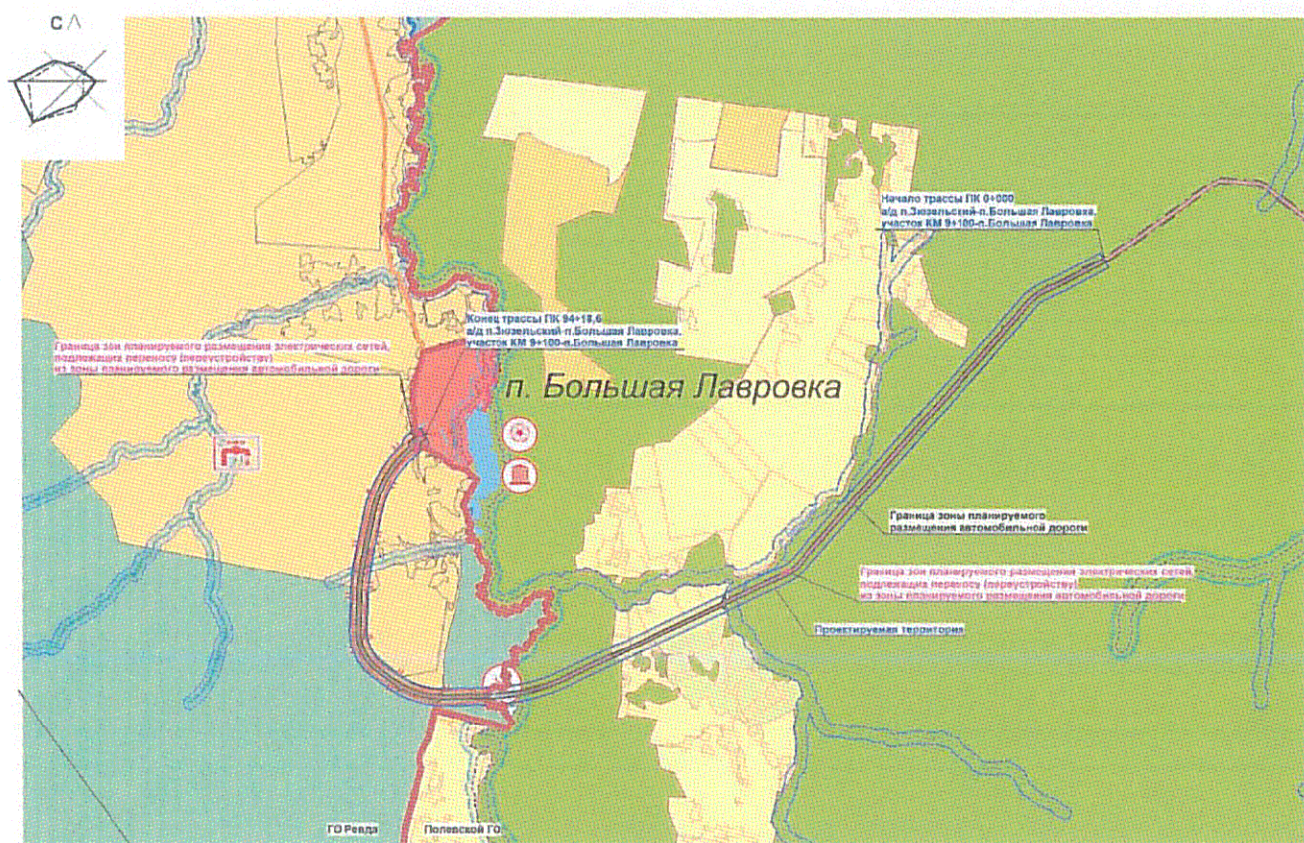 С
Начало трассы ПК 0+000
а/д п.Зюзельский-п.Большая Лавровка,
участок КМ 9+100-п.Большая Лавровка
Конец трассы ПК 94+18,6
а/д п.Зюзельский-п.Большая Лавровка,
участок КМ 9+100-п.Большая Лавровка
Граница зон планируемого размещения электрических сетей,
подлежащих переносу (переустройству)
из зоны планируемого размещения автомобильной дороги
п. Большая Лавровка
Граница зоны планируемого
размещения автомобильной дороги
Граница зон планируемого размещения электрических сетей,
подлежащих переносу (переустройству)
из зоны планируемого размещения автомобильной дороги
Проектируемая территория
ГО Ревда
Полевской ГО